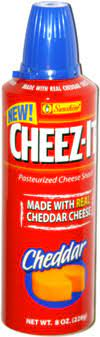 MADE WITH REAL CHEDDAR
NEW!
Sunshine
CHEEZ-IT
Pasteurized Cheese Snack
MADE WITH REAL
CHEDDAR CHEESE
Cheddar
NET WT. 8 OZ. (226g)